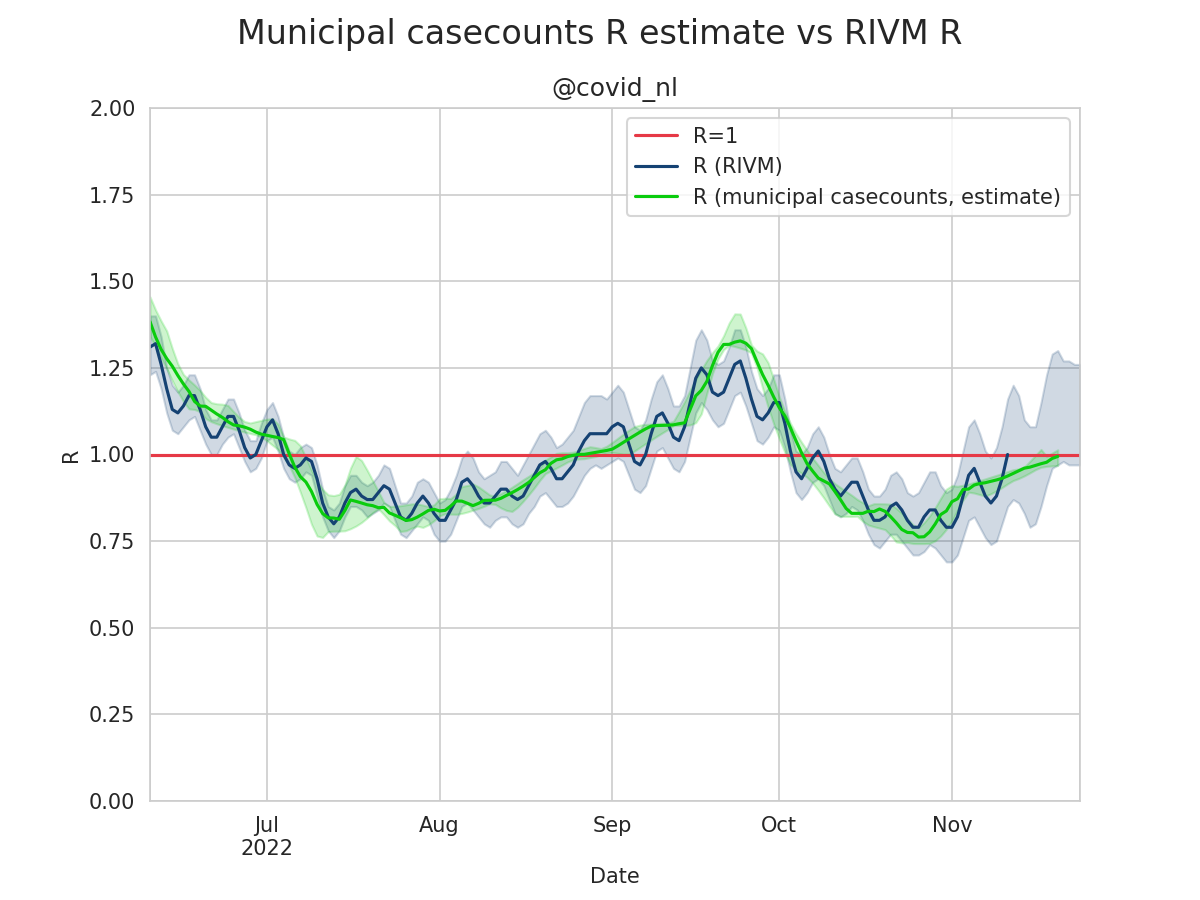 Municipal casecounts R estimate vs RIVM R
@covid_nl
R=1
R (RIVM)
R (municipal casecounts, estimate)
2.00
1.75
1.50
1.25
1.00
0.75
0.50
0.25
0.00
R
Jul
2022
Aug
Sep
Oct
Nov
Date